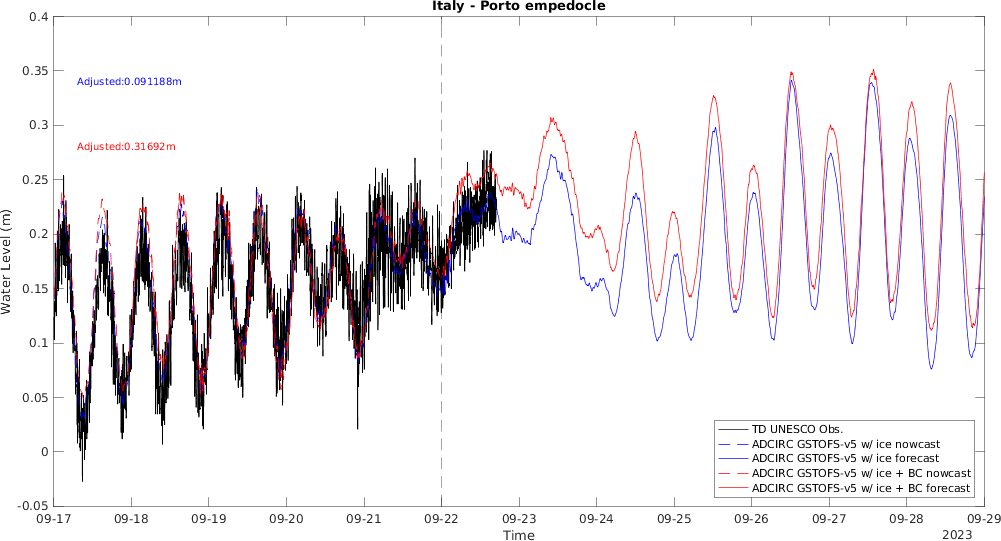 Italy - Porto empedocle
0.4
0.35
0.3
0.25
0.2
0.15
0.1
0.05
0
-0.05
Water Level (m)
Adjusted:0.091188m
Adjusted:0.31692m
TD UNESCO Obs.
ADCIRC GSTOFS-v5 w/ ice nowcast
ADCIRC GSTOFS-v5 w/ ice forecast
ADCIRC GSTOFS-v5 w/ ice + BC nowcast
ADCIRC GSTOFS-v5 w/ ice + BC forecast
09-17 09-18 09-19 09-20 09-21 09-22 09-23 09-24 09-25 09-26 09-27 09-28 09-29
Time
2023